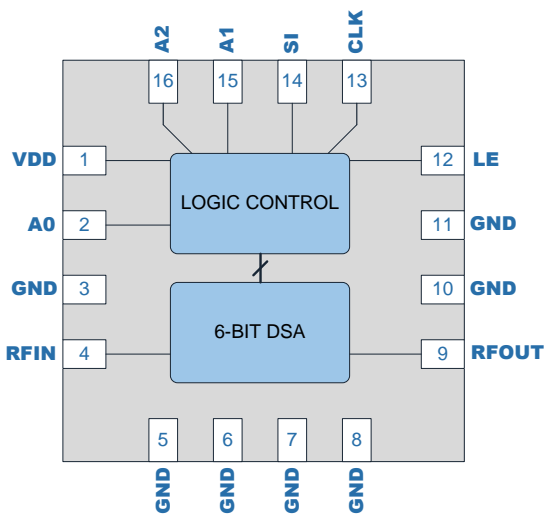 A2
A1
SI
CLK
16
15
14
13
VDD
1
12
LE
LOGIC CONTROL
A0
2
11
GND
GND
3
10
GND
6-BIT DSA
RFIN
4
9
RFOUT
5
6
7
8
GND
GND
GND
GND